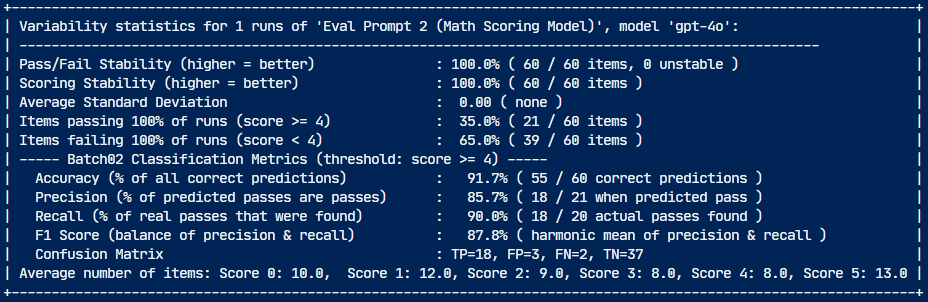 +-----------------------------------------------------------------------------------------------------------------+
| Variability statistics for 1 runs of 'Eval Prompt 2 (Math Scoring Model)', model 'gpt-4o':                      |
| ----------------------------------------------------------------------------------------------------            |
| Pass/Fail Stability (higher = better)               : 100.0% ( 60 / 60 items, 0 unstable )                      |
| Scoring Stability (higher = better)                 : 100.0% ( 60 / 60 items )                                  |
| Average Standard Deviation                          :  0.00 ( none )                                            |
| Items passing 100% of runs (score >= 4)             :  35.0% ( 21 / 60 items )                                  |
| Items failing 100% of runs (score < 4)              :  65.0% ( 39 / 60 items )                                  |
| ----- Batch02 Classification Metrics (threshold: score >= 4) -----                                              |
|   Accuracy (% of all correct predictions)           :   91.7% ( 55 / 60 correct predictions )                   |
|   Precision (% of predicted passes are passes)      :   85.7% ( 18 / 21 when predicted pass )                   |
|   Recall (% of real passes that were found)         :   90.0% ( 18 / 20 actual passes found )                   |
|   F1 Score (balance of precision & recall)          :   87.8% ( harmonic mean of precision & recall )           |
|   Confusion Matrix                                  : TP=18, FP=3, FN=2, TN=37                                  |
| Average number of items: Score 0: 10.0,  Score 1: 12.0, Score 2: 9.0, Score 3: 8.0, Score 4: 8.0, Score 5: 13.0 |
+-----------------------------------------------------------------------------------------------------------------+